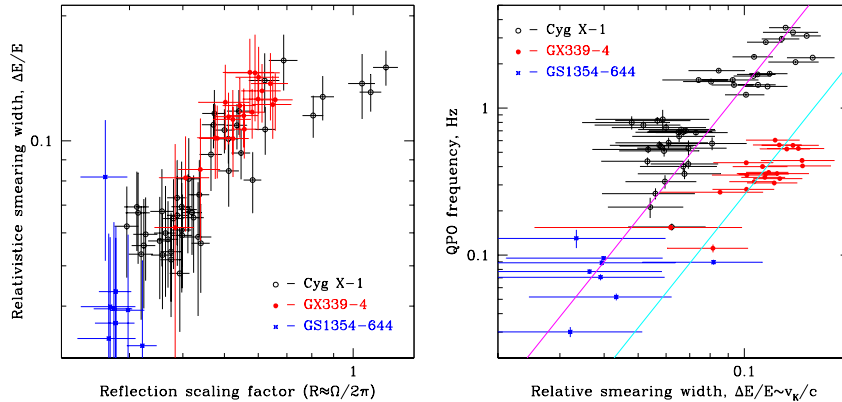 Relativistice smearing width, ΔE/E
0.1
○ − Cyg X−1
● − GX339−4
× − GS1354−644
1
Reflection scaling factor (R≈Ω/2π)
QPO frequency, Hz
○ − Cyg X−1
● − GX339−4
× − GS1354−644
1
0.1
0.1
Relative smearing width, ΔE/E~v_K/c